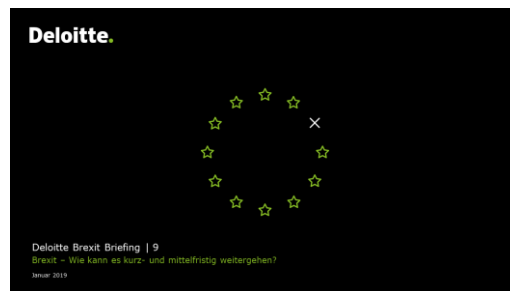 Deloitte.
Deloitte Brexit Briefing | 9
Brexit – Wie kann es kurz- und mittelfristig weitergehen?
Januar 2019